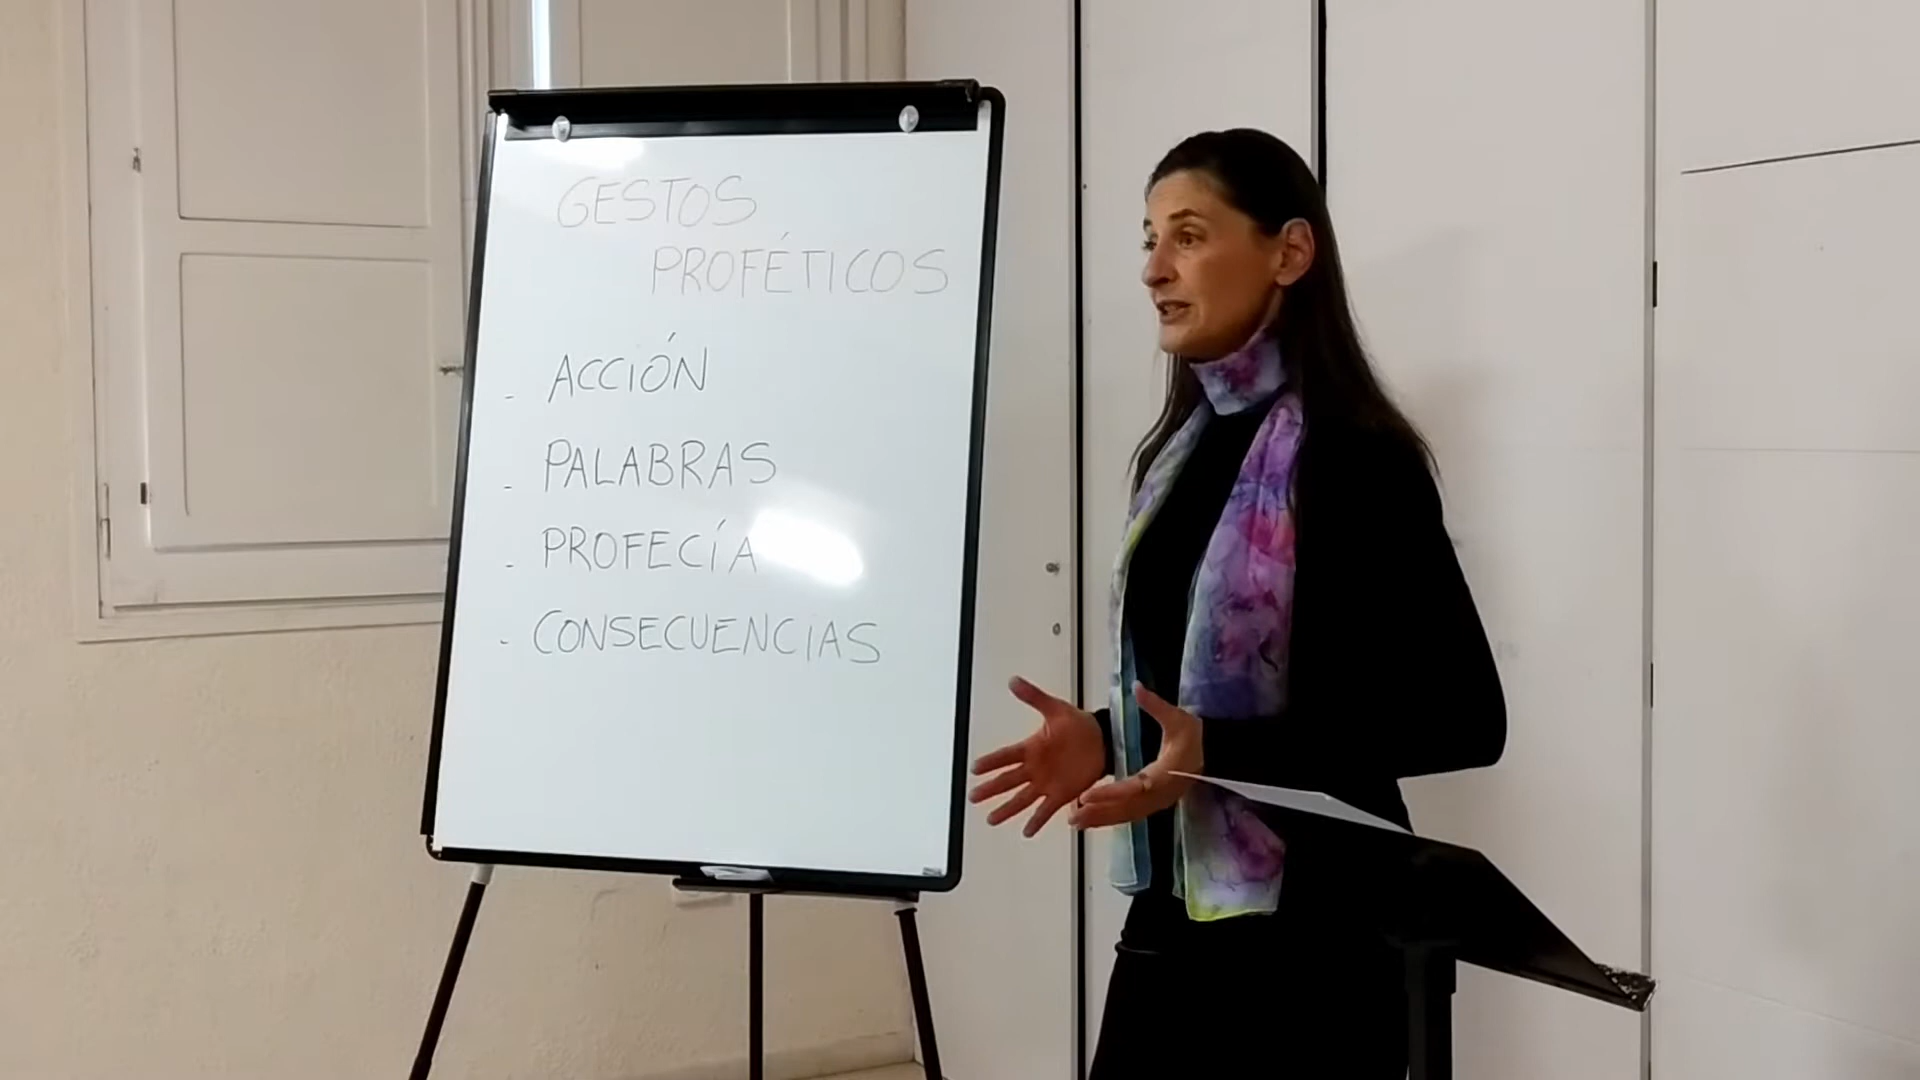 GESTOS
PROFÉTICOS
- ACCIÓN
- PALABRAS
- PROFECÍA
- CONSECUENCIAS